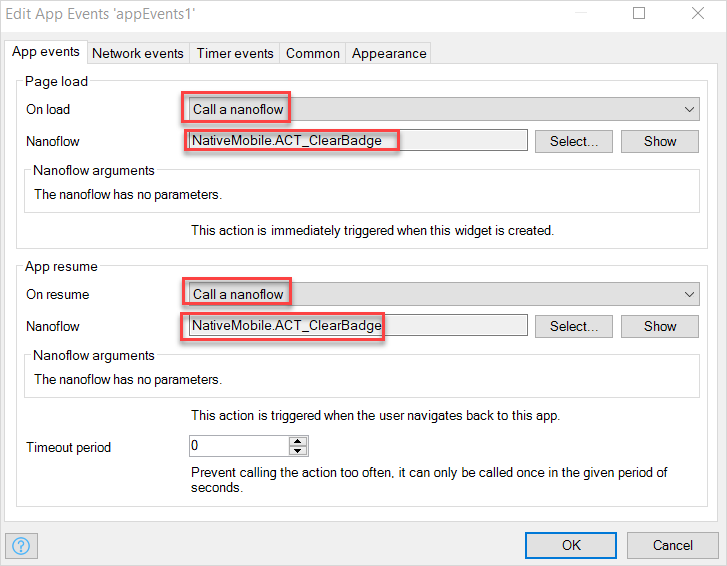 Edit App Events 'appEvents1'
App events Network events Timer events Common Appearance
Page load
On load Call a nanoflow
Nanoflow NativeMobile.ACT_ClearBadge Select... Show
Nanoflow arguments
The nanoflow has no parameters.
This action is immediately triggered when this widget is created.
App resume
On resume Call a nanoflow
Nanoflow NativeMobile.ACT_ClearBadge Select... Show
Nanoflow arguments
The nanoflow has no parameters.
This action is triggered when the user navigates back to this app.
Timeout period 0
Prevent calling the action too often, it can only be called once in the given period of
seconds.
? OK Cancel